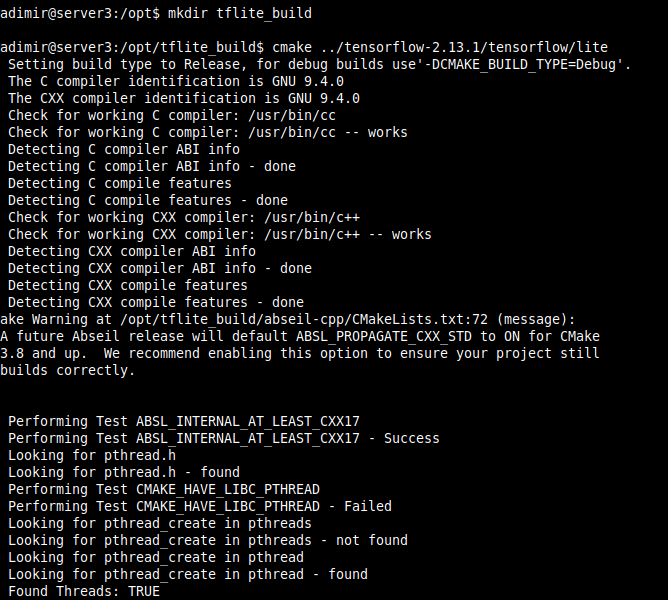 adimir@server3:/opt$ mkdir tflite_build
adimir@server3:/opt/tflite_build$ cmake ../tensorflow-2.13.1/tensorflow/lite
Setting build type to Release, for debug builds use'-DCMAKE_BUILD_TYPE=Debug'.
The C compiler identification is GNU 9.4.0
The CXX compiler identification is GNU 9.4.0
Check for working C compiler: /usr/bin/cc
Check for working C compiler: /usr/bin/cc -- works
Detecting C compiler ABI info
Detecting C compiler ABI info - done
Detecting C compile features
Detecting C compile features - done
Check for working CXX compiler: /usr/bin/c++
Check for working CXX compiler: /usr/bin/c++ -- works
Detecting CXX compiler ABI info
Detecting CXX compiler ABI info - done
Detecting CXX compile features
Detecting CXX compile features - done
ake Warning at /opt/tflite_build/abseil-cpp/CMakeLists.txt:72 (message):
A future Abseil release will default ABSL_PROPAGATE_CXX_STD to ON for CMake
3.8 and up.  We recommend enabling this option to ensure your project still
builds correctly.
Performing Test ABSL_INTERNAL_AT_LEAST_CXX17
Performing Test ABSL_INTERNAL_AT_LEAST_CXX17 - Success
Looking for pthread.h
Looking for pthread.h - found
Performing Test CMAKE_HAVE_LIBC_PTHREAD
Performing Test CMAKE_HAVE_LIBC_PTHREAD - Failed
Looking for pthread_create in pthreads
Looking for pthread_create in pthreads - not found
Looking for pthread_create in pthread
Looking for pthread_create in pthread - found
Found Threads: TRUE